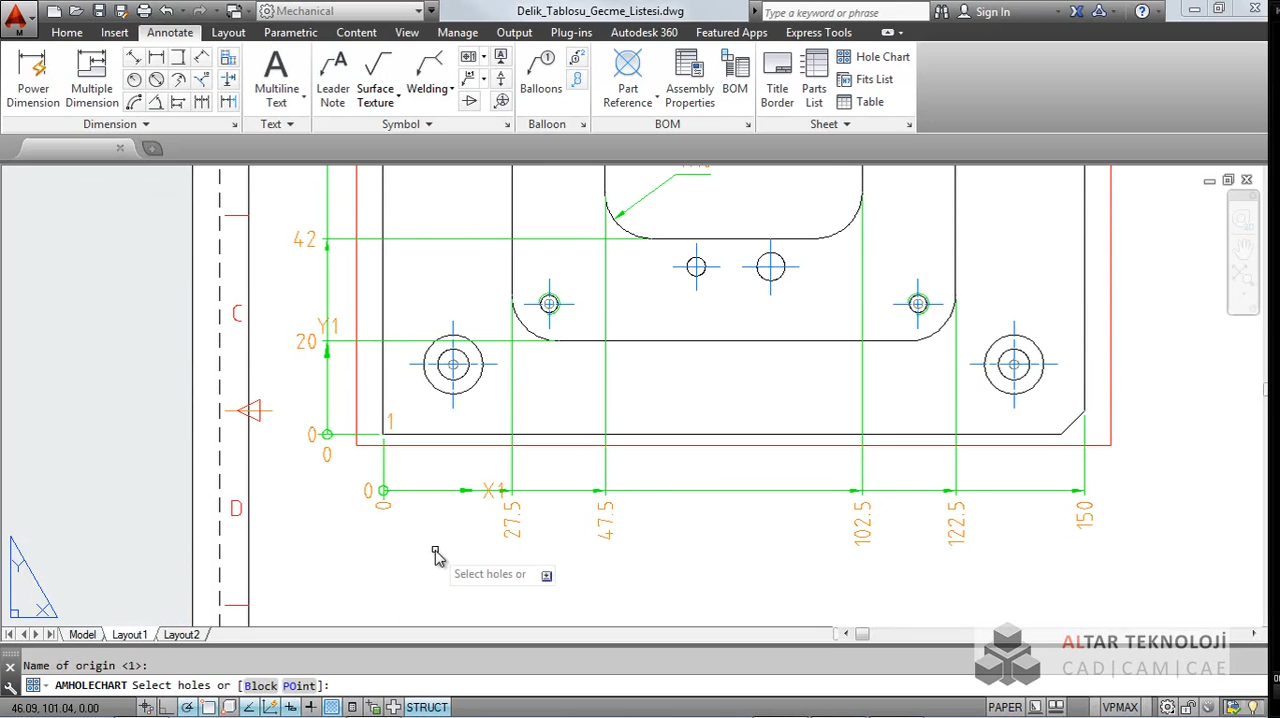 Mechanical
Delik_Tablosu_Gecme_Listesi.dwg
Type a keyword or phrase
Sign In
Home Insert Annotate Layout Parametric Content View Manage Output Plug-ins Autodesk 360 Featured Apps Express Tools
Power Dimension
Multiple Dimension
Multiline Text
Leader Note
Surface Texture
Welding
Balloons
Part Reference
Assembly Properties
BOM
Title Border
Parts List
Hole Chart
Fits List
Table
Dimension Text Symbol Balloon BOM Sheet
42
C
Y1
20
1
0
0
0
X1
D
0
27.5
47.5
102.5
122.5
150
Select holes or
Y
X
Model Layout1 Layout2
ALTAR TEKNOLOJİ
CAD|CAM|CAE
Name of origin <1>:
AMHOLECHART Select holes or [Block POint]:
46.09, 101.04, 0.00
STRUCT
PAPER
VPMAX